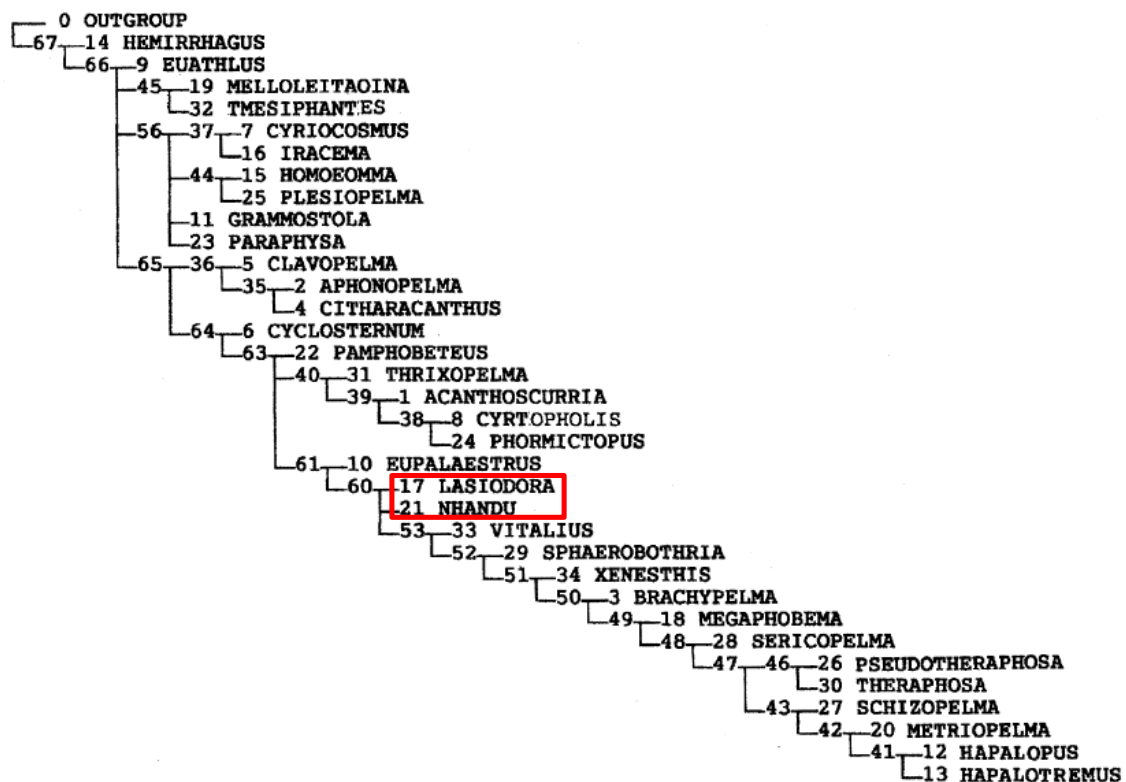 0 OUTGROUP
67 14 HEMIRRHAGUS
66 9 EUATHLUS
45 19 MELLOLEITAOINA
32 TMESIPHANTES
56 37 7 CYRIOCOSMUS
16 IRACEMA
44 15 HOMOEOMMA
25 PLESIOPELMA
11 GRAMMOSTOLA
23 PARAPHYSA
65 36 5 CLAVOPELMA
35 2 APHONOPELMA
4 CITHARACANTHUS
64 6 CYCLOSTERNUM
63 22 PAMPHOBETEUS
40 31 THRIXOPELMA
39 1 ACANTHOSCURRIA
38 8 CYRTOPHOLIS
24 PHORMICTOPUS
61 10 EUPALAESTRUS
60 17 LASIODORA
21 NHANDU
53 33 VITALIUS
52 29 SPHAEROBOTHRIA
51 34 XENESTHIS
50 3 BRACHYPELMA
49 18 MEGAPHOBEMA
48 28 SERICOPELMA
47 46 26 PSEUDOTHERAPHOSA
30 THERAPHOSA
43 27 SCHIZOPELMA
42 20 METRIOPELMA
41 12 HAPALOPUS
13 HAPALOTREMUS